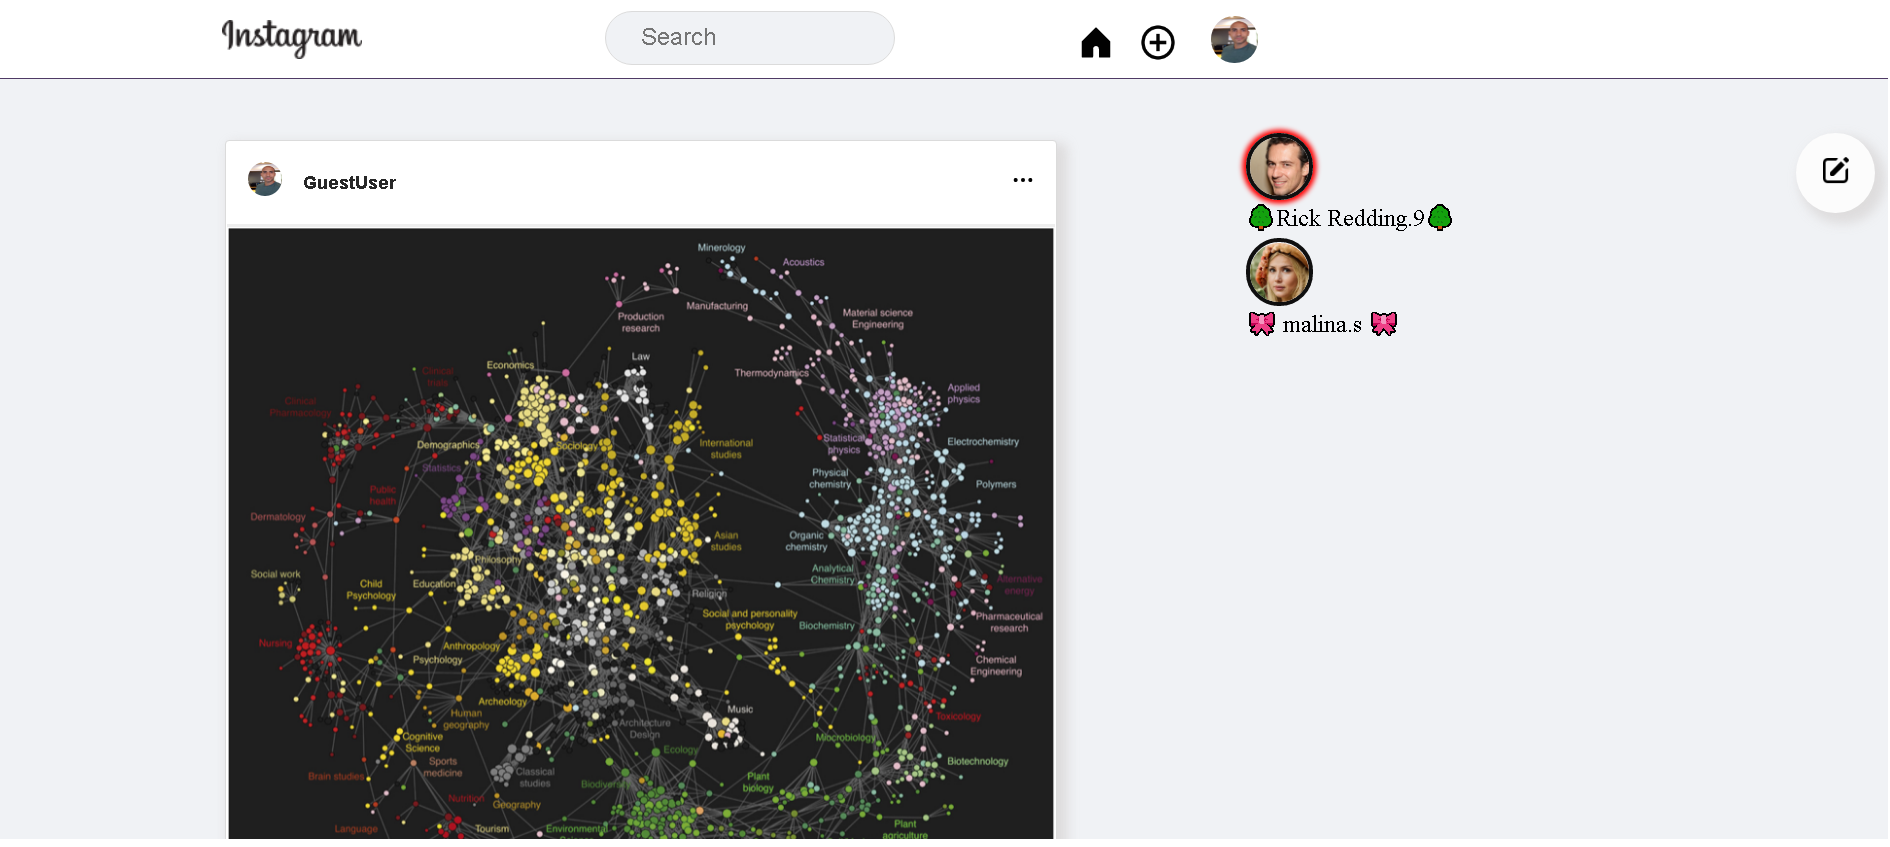 Instagram
Search
GuestUser
Rick Redding.9
malina.s
Minerology
Acoustics
Manufacturing
Production
research
Material science
Engineering
Law
Economics
Thermodynamics
Clinical
trials
Applied
physics
Clinical
Pharmacology
Demographics
Sociology
International
studies
Statistical
physics
Electrochemistry
Statistics
Physical
chemistry
Polymers
Public
health
Dermatology
Asian
studies
Organic
chemistry
Philosophy
Social work
Child
Psychology
Education
Religion
Analytical
Chemistry
Alternative
energy
Social and personality
psychology
Biochemistry
Pharmaceutical
research
Nursing
Anthropology
Psychology
Chemical
Engineering
Archeology
Human
geography
Music
Toxicology
Architecture
Design
Cognitive
Science
Ecology
Microbiology
Sports
medicine
Biotechnology
Brain studies
Classical
studies
Biodiversity
Plant
biology
Nutrition
Geography
Language
Tourism
Environmental
Plant
agriculture